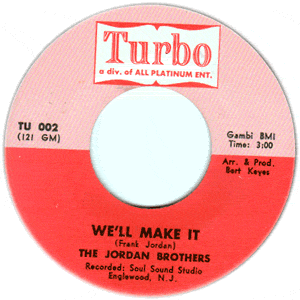 Turbo
a div. of ALL PLATINUM ENT.
TU 002
(121 GM)
Gambi BMI
Time: 3:00
Arr. & Prod.
Bert Keyes
WE'LL MAKE IT
(Frank Jordan)
THE JORDAN BROTHERS
Recorded: Soul Sound Studio
Englewood, N.J.